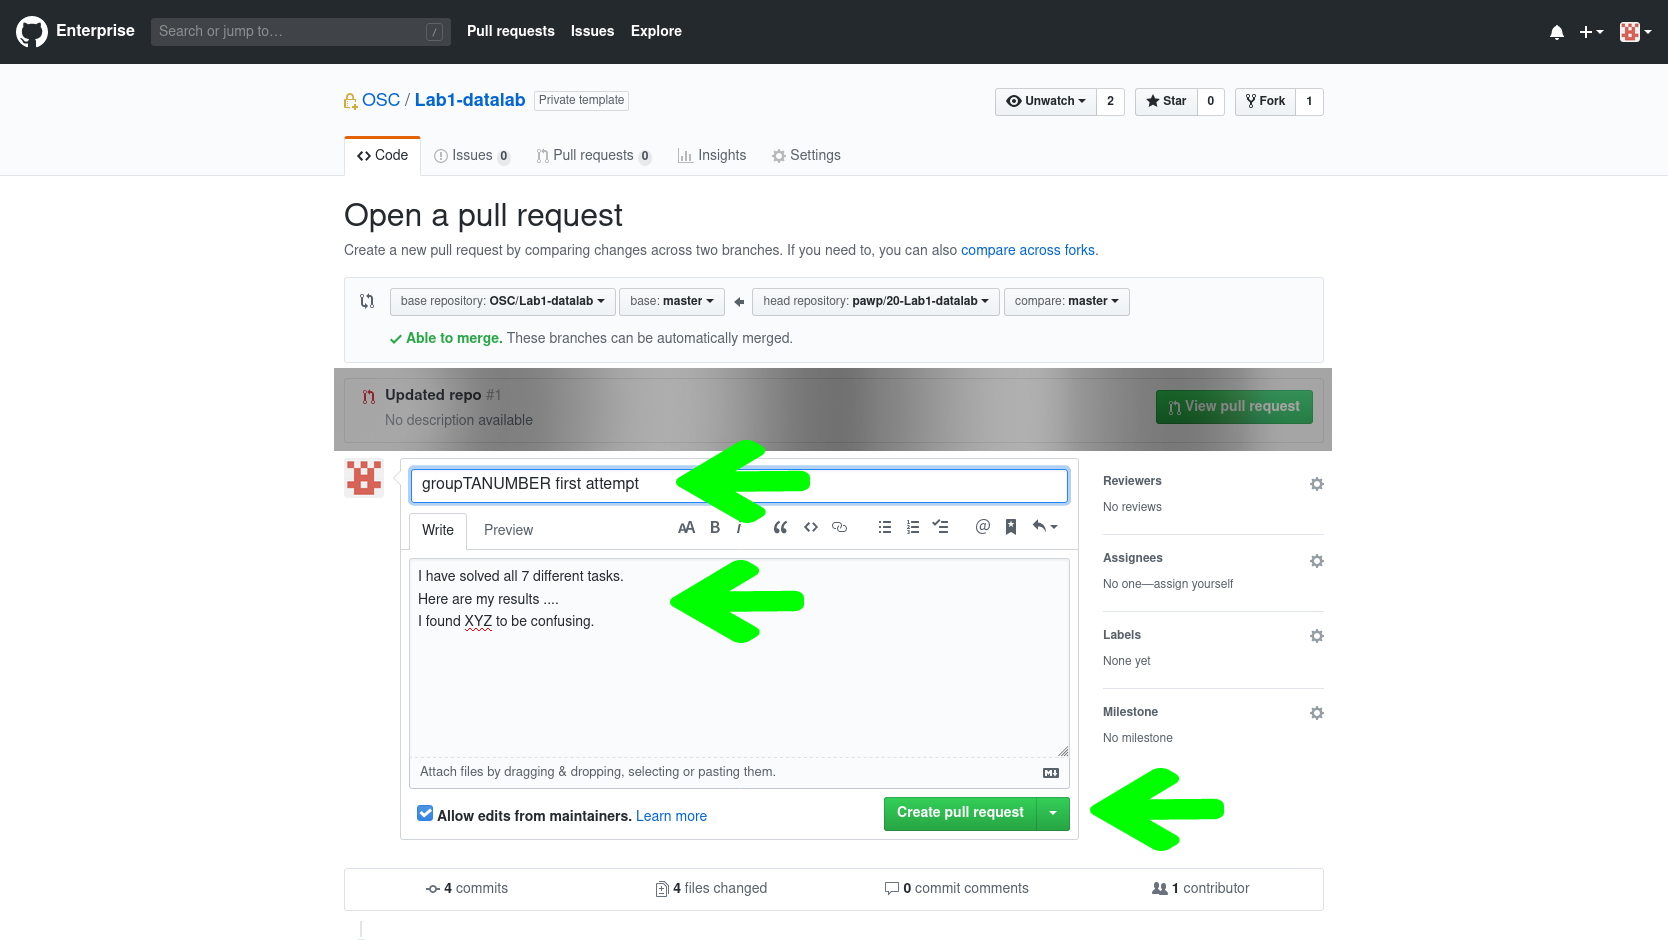 Enterprise Search or jump to… / Pull requests Issues Explore
OSC / Lab1-datalab Private template Unwatch 2 Star 0 Fork 1
Code Issues 0 Pull requests 0 Insights Settings
Open a pull request
Create a new pull request by comparing changes across two branches. If you need to, you can also compare across forks.
base repository: OSC/Lab1-datalab base: master head repository: pawp/20-Lab1-datalab compare: master
Able to merge. These branches can be automatically merged.
Updated repo #1
No description available
View pull request
groupTANUMBER first attempt
Write Preview AA B i
I have solved all 7 different tasks.
Here are my results ....
I found XYZ to be confusing.
Attach files by dragging & dropping, selecting or pasting them.
Allow edits from maintainers. Learn more
Create pull request
Reviewers
No reviews
Assignees
No one—assign yourself
Labels
None yet
Milestone
No milestone
4 commits 4 files changed 0 commit comments 1 contributor